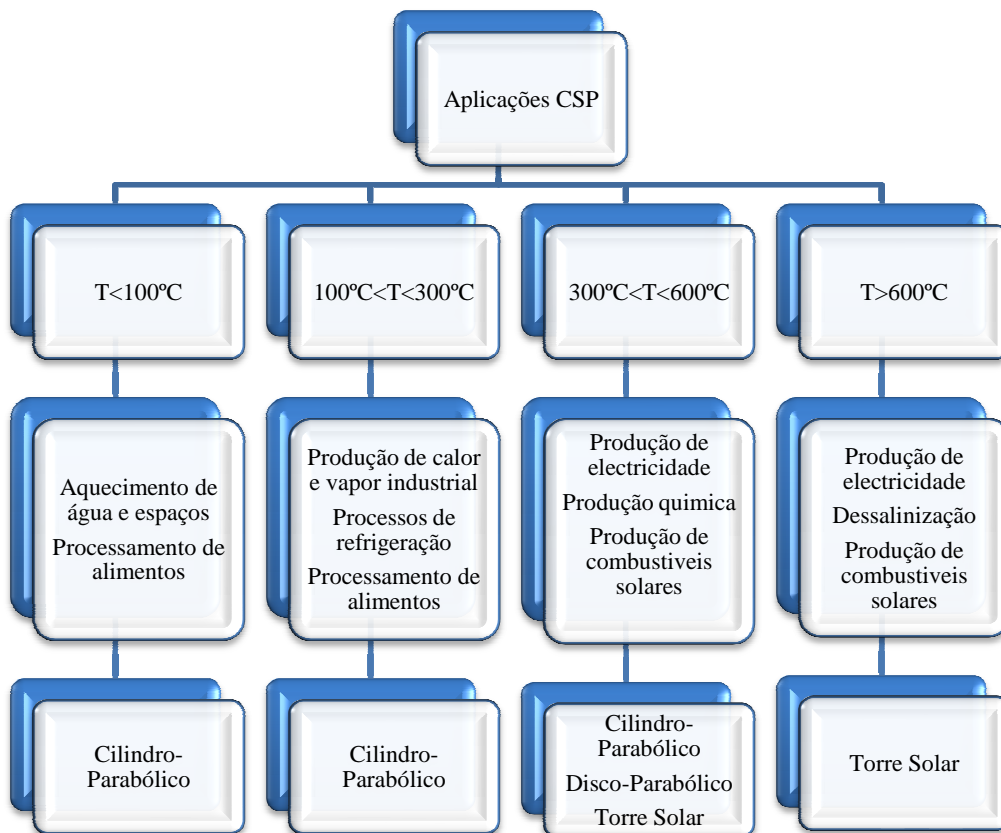 Aplicações CSP
T<100ºC
100ºC<T<300ºC
300ºC<T<600ºC
T>600ºC
Aquecimento de
água e espaços
Processamento de
alimentos
Produção de calor
e vapor industrial
Processos de
refrigeração
Processamento de
alimentos
Produção de
electricidade
Produção quimica
Produção de
combustiveis
solares
Produção de
electricidade
Dessalinização
Produção de
combustiveis
solares
Cilindro-
Parabólico
Cilindro-
Parabólico
Cilindro-
Parabólico
Disco-Parabólico
Torre Solar
Torre Solar